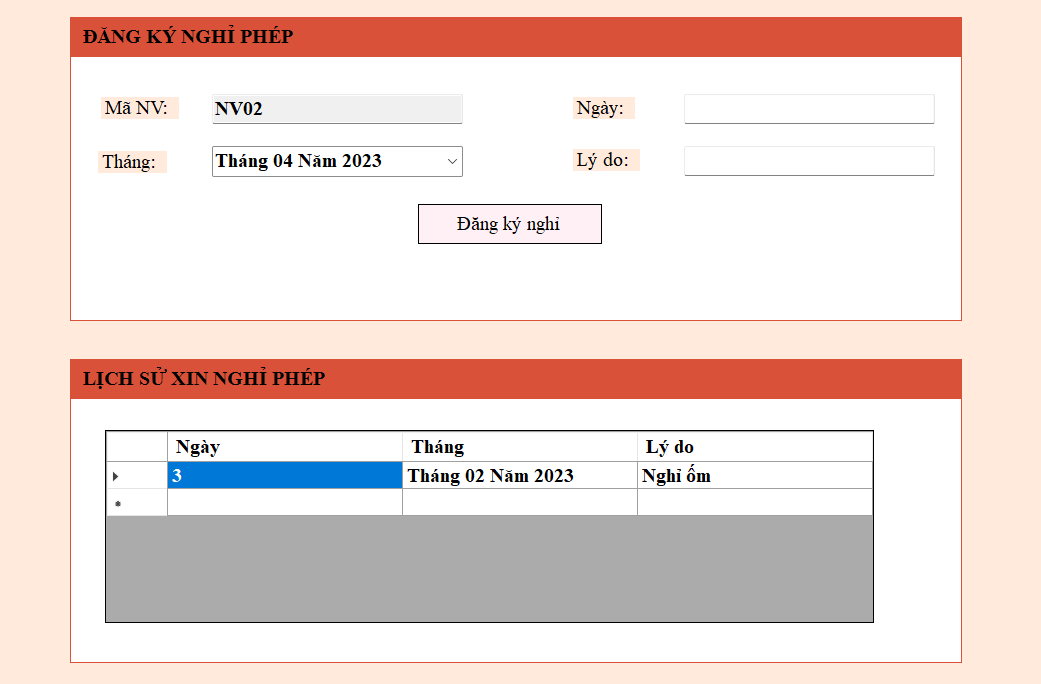 ĐĂNG KÝ NGHỈ PHÉP
Mã NV: NV02 Ngày:
Tháng: Tháng 04 Năm 2023 Lý do:
Đăng ký nghỉ
LỊCH SỬ XIN NGHỈ PHÉP
Ngày Tháng Lý do
3 Tháng 02 Năm 2023 Nghỉ ốm